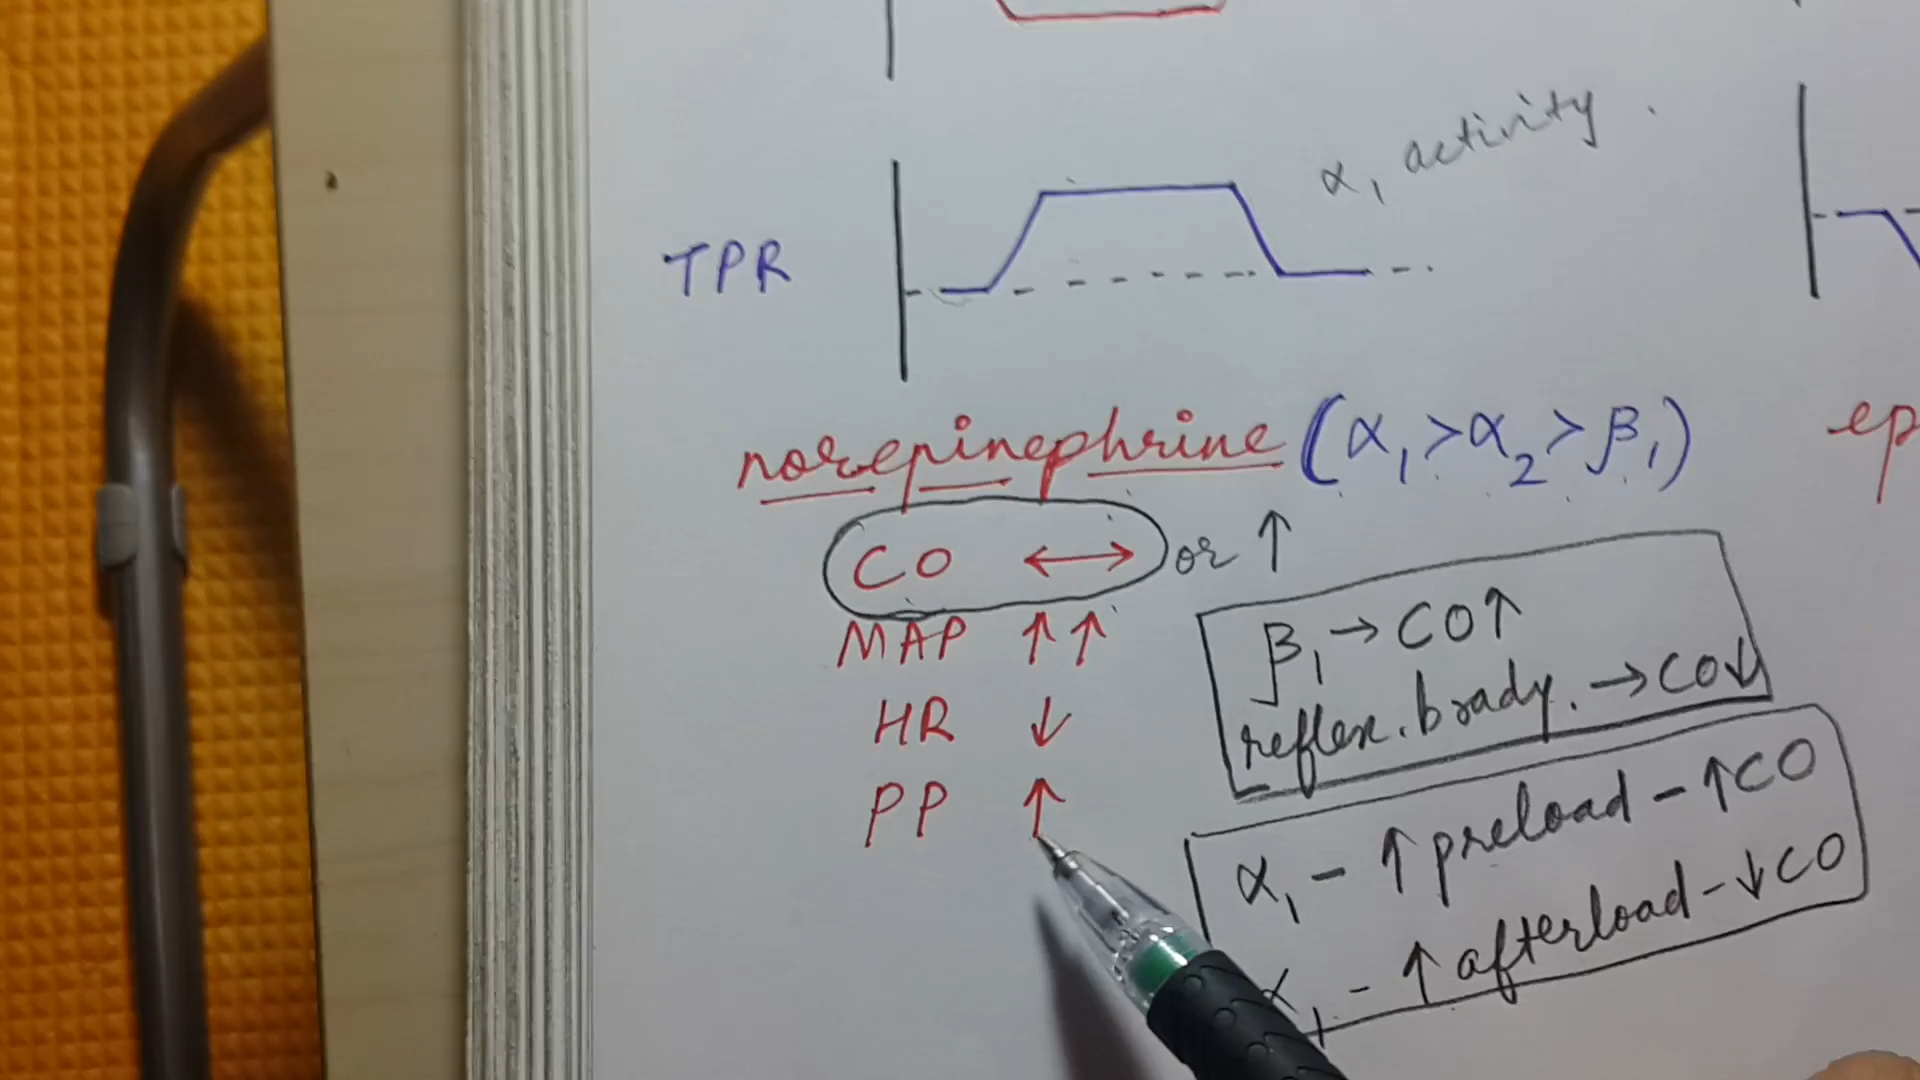 α₁ activity.
TPR
norepinephrine (α₁>α₂>β₁)
ep
CO ↔ or ↑
MAP ↑↑
HR ↓
PP ↑
β₁ → CO↑
reflex. brady. → CO↓
α₁ - ↑ preload - ↑CO
α₁ - ↑ afterload - ↓CO